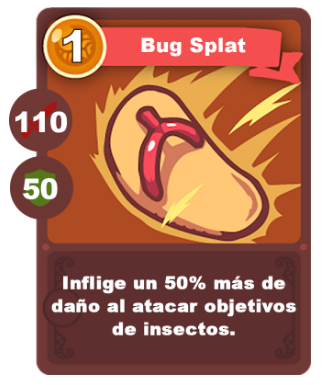 1
Bug Splat
110
50
Inflige un 50% más de
daño al atacar objetivos
de insectos.